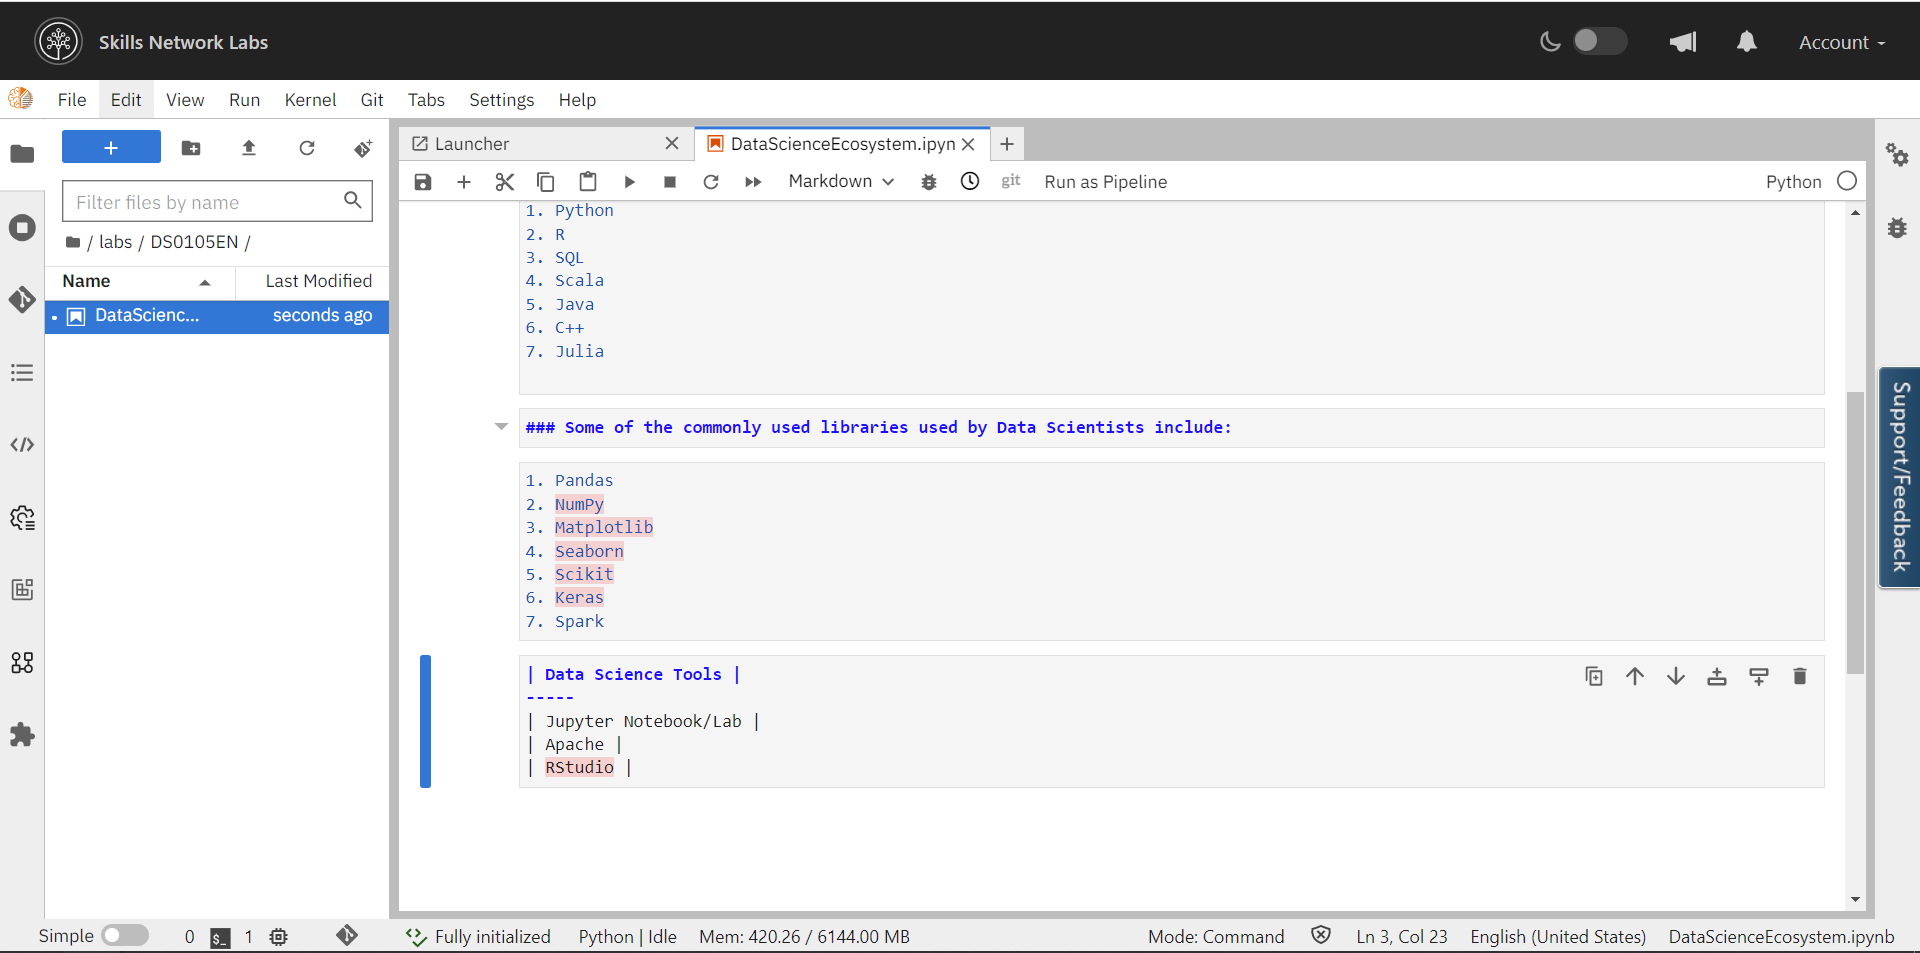 Skills Network Labs
Account
File Edit View Run Kernel Git Tabs Settings Help
+
Launcher
DataScienceEcosystem.ipyn
Filter files by name
/ labs / DS0105EN /
Name Last Modified
DataScienc... seconds ago
Markdown
git
Run as Pipeline
Python
1. Python
2. R
3. SQL
4. Scala
5. Java
6. C++
7. Julia
### Some of the commonly used libraries used by Data Scientists include:
1. Pandas
2. NumPy
3. Matplotlib
4. Seaborn
5. Scikit
6. Keras
7. Spark
| Data Science Tools |
-----
| Jupyter Notebook/Lab |
| Apache |
| RStudio |
Support/Feedback
Simple 0 $_ 1 Fully initialized Python | Idle Mem: 420.26 / 6144.00 MB Mode: Command Ln 3, Col 23 English (United States) DataScienceEcosystem.ipynb